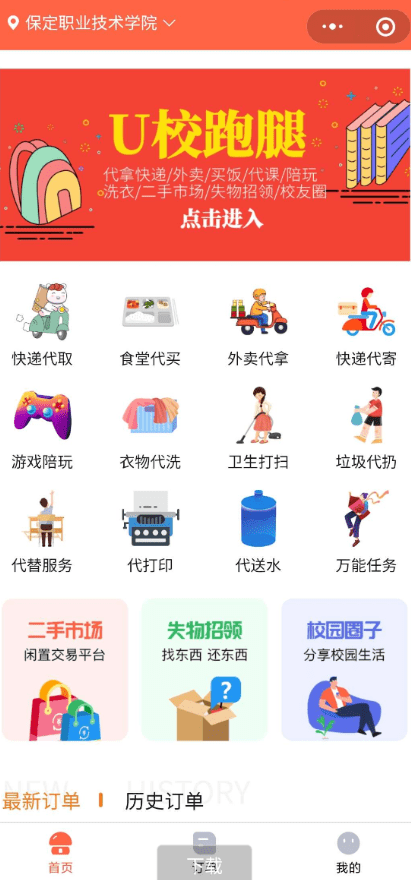 保定职业技术学院
U校跑腿
代拿快递/外卖/买饭/代课/陪玩
洗衣/二手市场/失物招领/校友圈
点击进入
快递代取 食堂代买 外卖代拿 快递代寄
游戏陪玩 衣物代洗 卫生打扫 垃圾代扔
代替服务 代打印 代送水 万能任务
二手市场 失物招领 校园圈子
闲置交易平台 找东西 还东西 分享校园生活
?
NEW HISTORY
最新订单 历史订单
首页 下载 我的